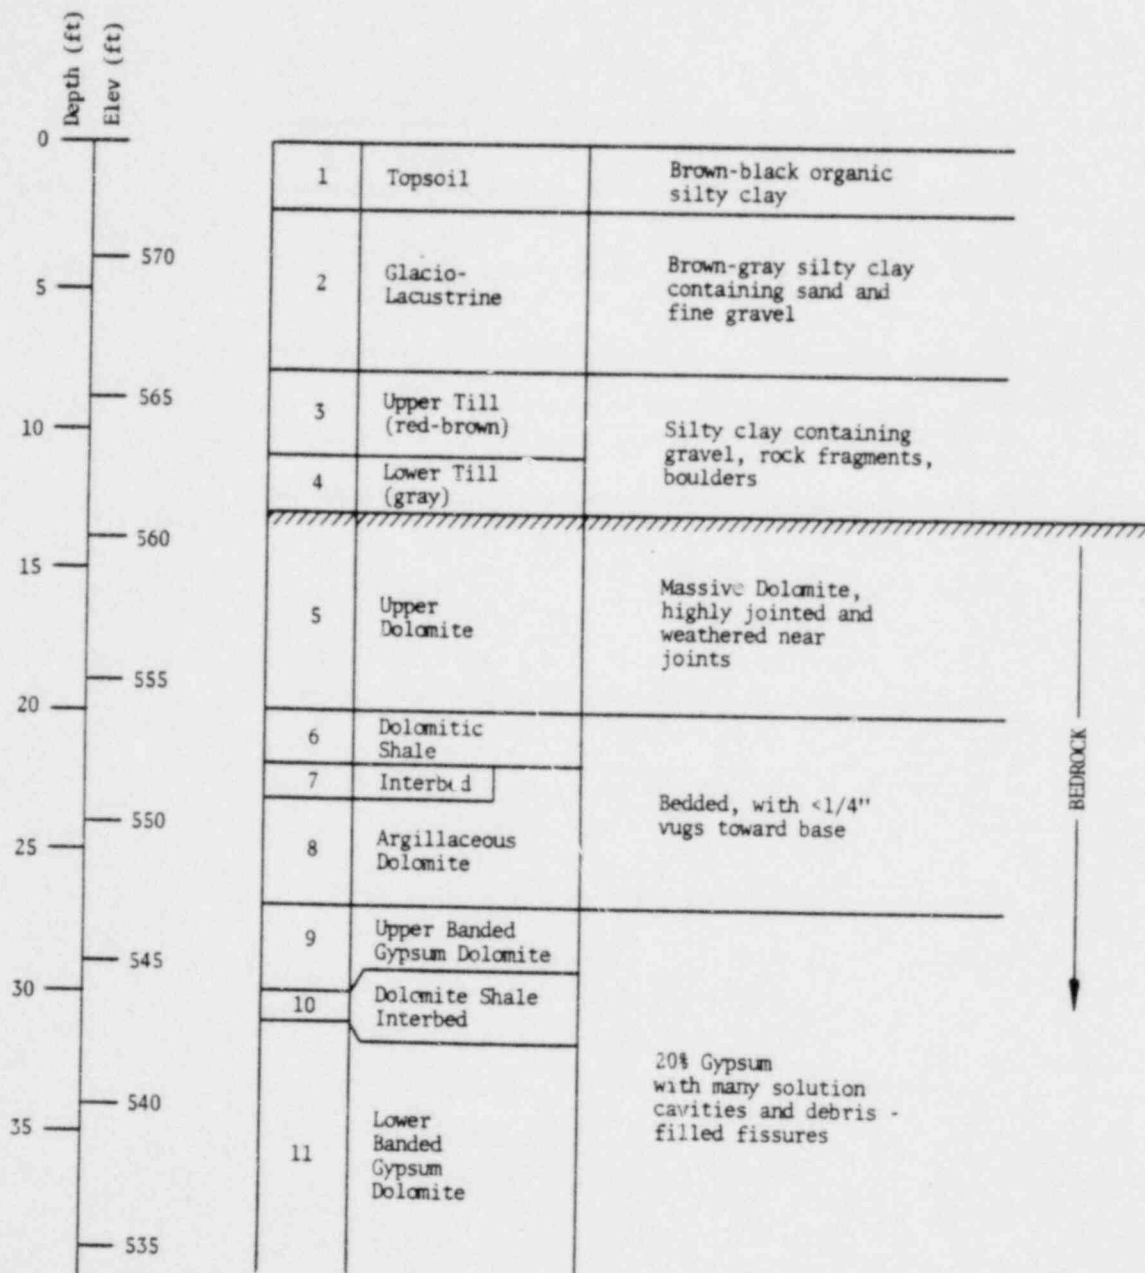 Depth (ft)
Elev (ft)
0
5
10
15
20
25
30
35
570
565
560
555
550
545
540
535
1
Topsoil
Brown-black organic
silty clay
2
Glacio-
Lacustrine
Brown-gray silty clay
containing sand and
fine gravel
3
Upper Till
(red-brown)
4
Lower Till
(gray)
Silty clay containing
gravel, rock fragments,
boulders
5
Upper
Dolomite
Massive Dolomite,
highly jointed and
weathered near
joints
6
Dolomitic
Shale
7
Interbed
8
Argillaceous
Dolomite
Bedded, with <1/4"
vugs toward base
9
Upper Banded
Gypsum Dolomite
10
Dolomite Shale
Interbed
11
Lower
Banded
Gypsum
Dolomite
20% Gypsum
with many solution
cavities and debris -
filled fissures
BEDROCK